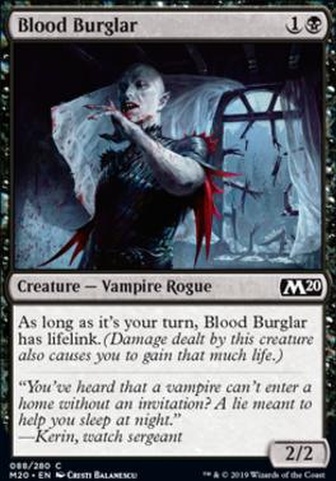 Blood Burglar 1
Creature — Vampire Rogue M20
As long as it's your turn, Blood Burglar
has lifelink.(Damage dealt by this creature
also causes you to gain that much life.)
“You've heard that a vampire can't enter a
home without an invitation? A lie meant to
help you sleep at night.”
—Kerin, watch sergeant
2/2
088/280 C
M20 • EN CRISTI BALANESCU ™ & © 2019 Wizards of the Coast